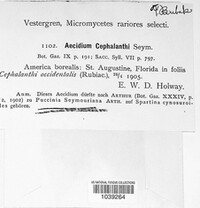 Vestergren, Micromycetes rariores selecti.
1102. Aecidium Cephalanthi Seym.
Bot. Gaz. IX p. 191; Sacc. Syll. VII p. 797.
America borealis: St. Augustine, Florida in foliis
Cephalanthi occidentalis (Rubiac.) 1905.
E. W. D. Holway.
Anm. Dieses Aecidium dürfte nach Arthur (Bot. Gaz. XXXIV,
1902) zu Puccinia Seymouriana Arth. auf Spartina cynosuroi-
des gehören.
1039264